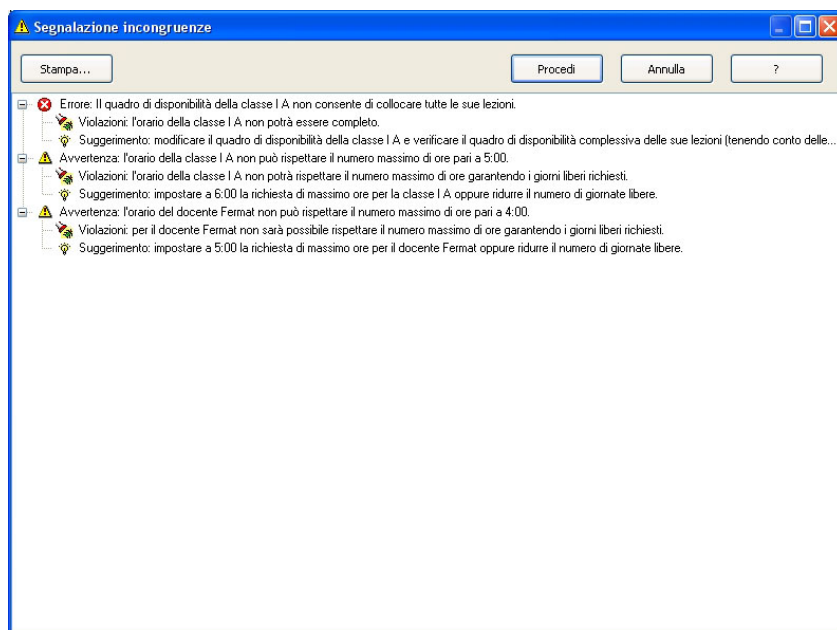 Segnalazione incongruenze
Stampa... Procedi Annulla ?
Errore: Il quadro di disponibilità della classe I A non consente di collocare tutte le sue lezioni.
Violazioni: l'orario della classe I A non potrà essere completo.
Suggerimento: modificare il quadro di disponibilità della classe I A e verificare il quadro di disponibilità complessiva delle sue lezioni (tenendo conto delle...
Avvertenza: l'orario della classe I A non può rispettare il numero massimo di ore pari a 5:00.
Violazioni: l'orario della classe I A non potrà rispettare il numero massimo di ore garantendo i giorni liberi richiesti.
Suggerimento: impostare a 6:00 la richiesta di massimo ore per la classe I A oppure ridurre il numero di giornate libere.
Avvertenza: l'orario del docente Fermat non può rispettare il numero massimo di ore pari a 4:00.
Violazioni: per il docente Fermat non sarà possibile rispettare il numero massimo di ore garantendo i giorni liberi richiesti.
Suggerimento: impostare a 5:00 la richiesta di massimo ore per il docente Fermat oppure ridurre il numero di giornate libere.